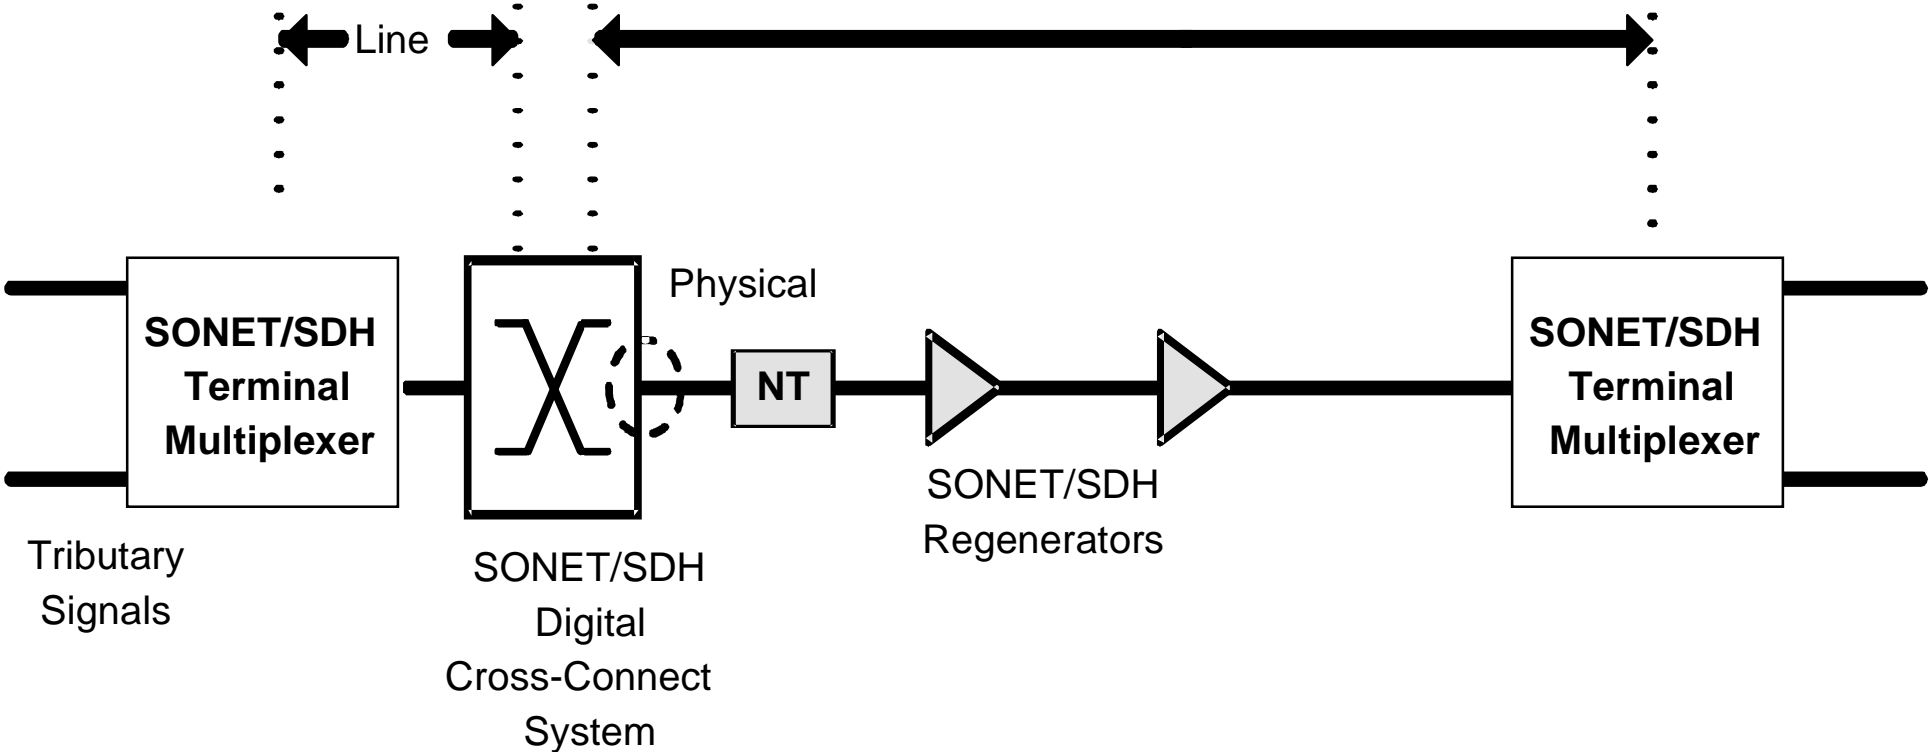 Line
Physical
SONET/SDH
Terminal
Multiplexer
NT
SONET/SDH
Terminal
Multiplexer
SONET/SDH
Regenerators
Tributary
Signals
SONET/SDH
Digital
Cross-Connect
System